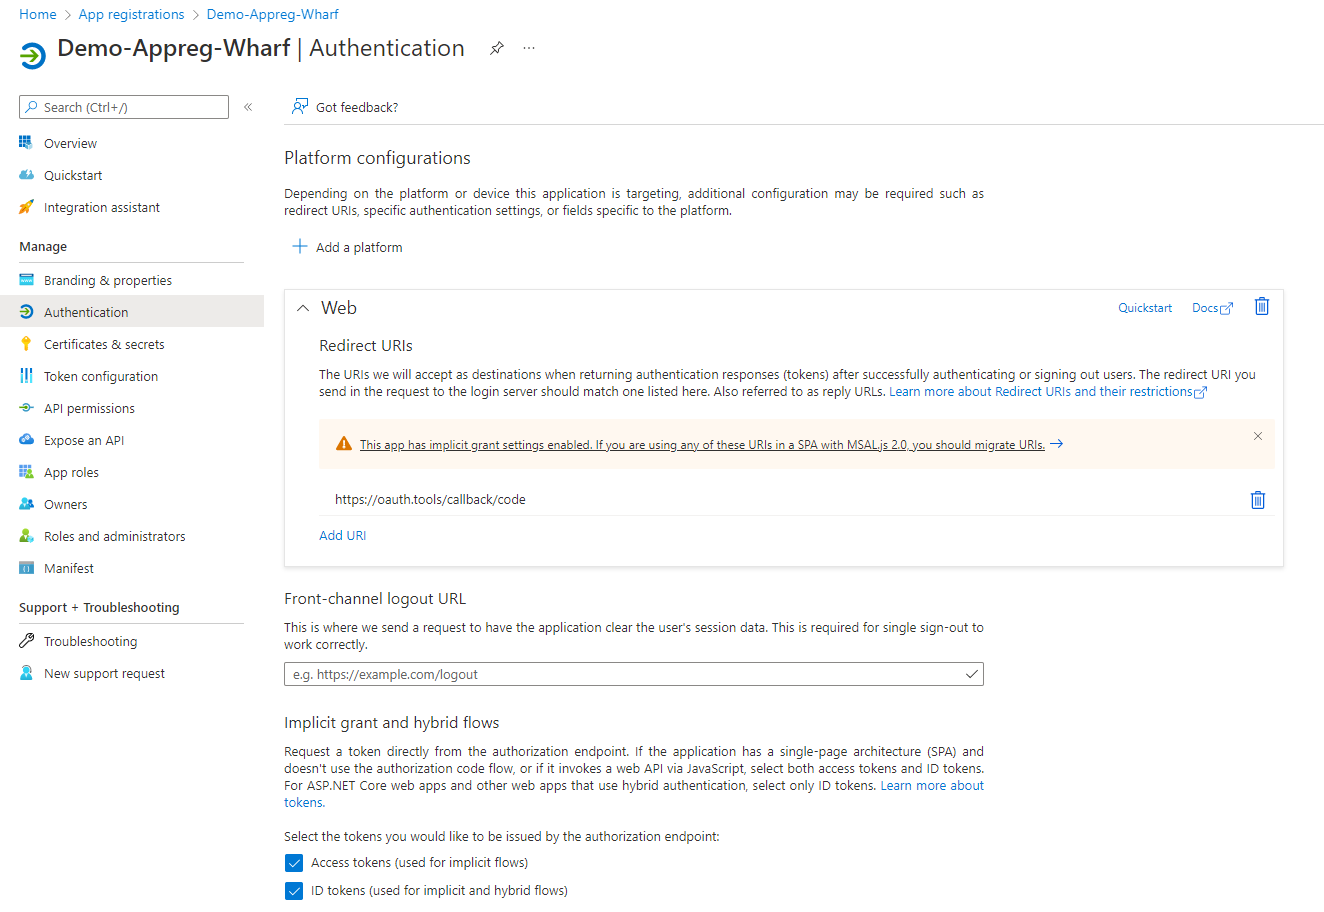 Home > App registrations > Demo-Appreg-Wharf
Demo-Appreg-Wharf | Authentication
Search (Ctrl+/)
Overview
Quickstart
Integration assistant
Manage
Branding & properties
Authentication
Certificates & secrets
Token configuration
API permissions
Expose an API
App roles
Owners
Roles and administrators
Manifest
Support + Troubleshooting
Troubleshooting
New support request
Got feedback?
Platform configurations
Depending on the platform or device this application is targeting, additional configuration may be required such as
redirect URIs, specific authentication settings, or fields specific to the platform.
Add a platform
Web
Quickstart Docs
Redirect URIs
The URIs we will accept as destinations when returning authentication responses (tokens) after successfully authenticating or signing out users. The redirect URI you
send in the request to the login server should match one listed here. Also referred to as reply URLs. Learn more about Redirect URIs and their restrictions
This app has implicit grant settings enabled. If you are using any of these URIs in a SPA with MSAL.js 2.0, you should migrate URIs.
https://oauth.tools/callback/code
Add URI
Front-channel logout URL
This is where we send a request to have the application clear the user's session data. This is required for single sign-out to
work correctly.
e.g. https://example.com/logout
Implicit grant and hybrid flows
Request a token directly from the authorization endpoint. If the application has a single-page architecture (SPA) and
doesn't use the authorization code flow, or if it invokes a web API via JavaScript, select both access tokens and ID tokens.
For ASP.NET Core web apps and other web apps that use hybrid authentication, select only ID tokens. Learn more about
tokens.
Select the tokens you would like to be issued by the authorization endpoint:
Access tokens (used for implicit flows)
ID tokens (used for implicit and hybrid flows)